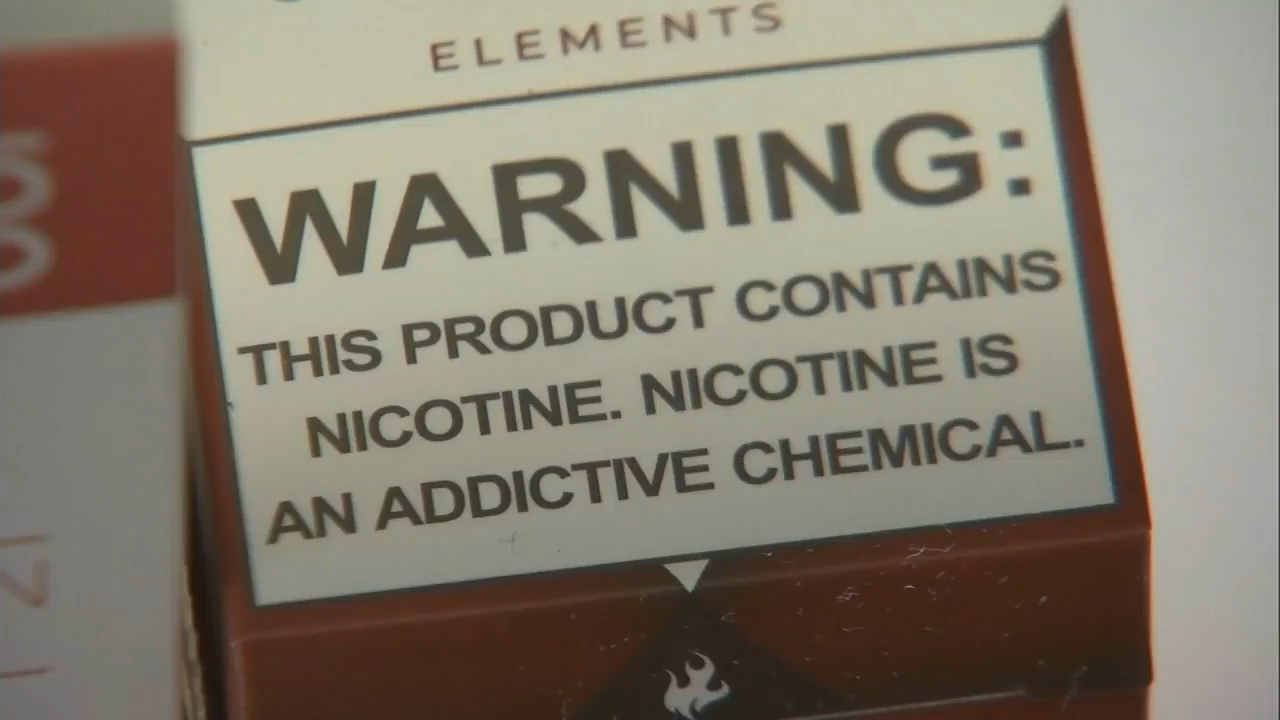 ELEMENTS
WARNING:
THIS PRODUCT CONTAINS
NICOTINE. NICOTINE IS
AN ADDICTIVE CHEMICAL.